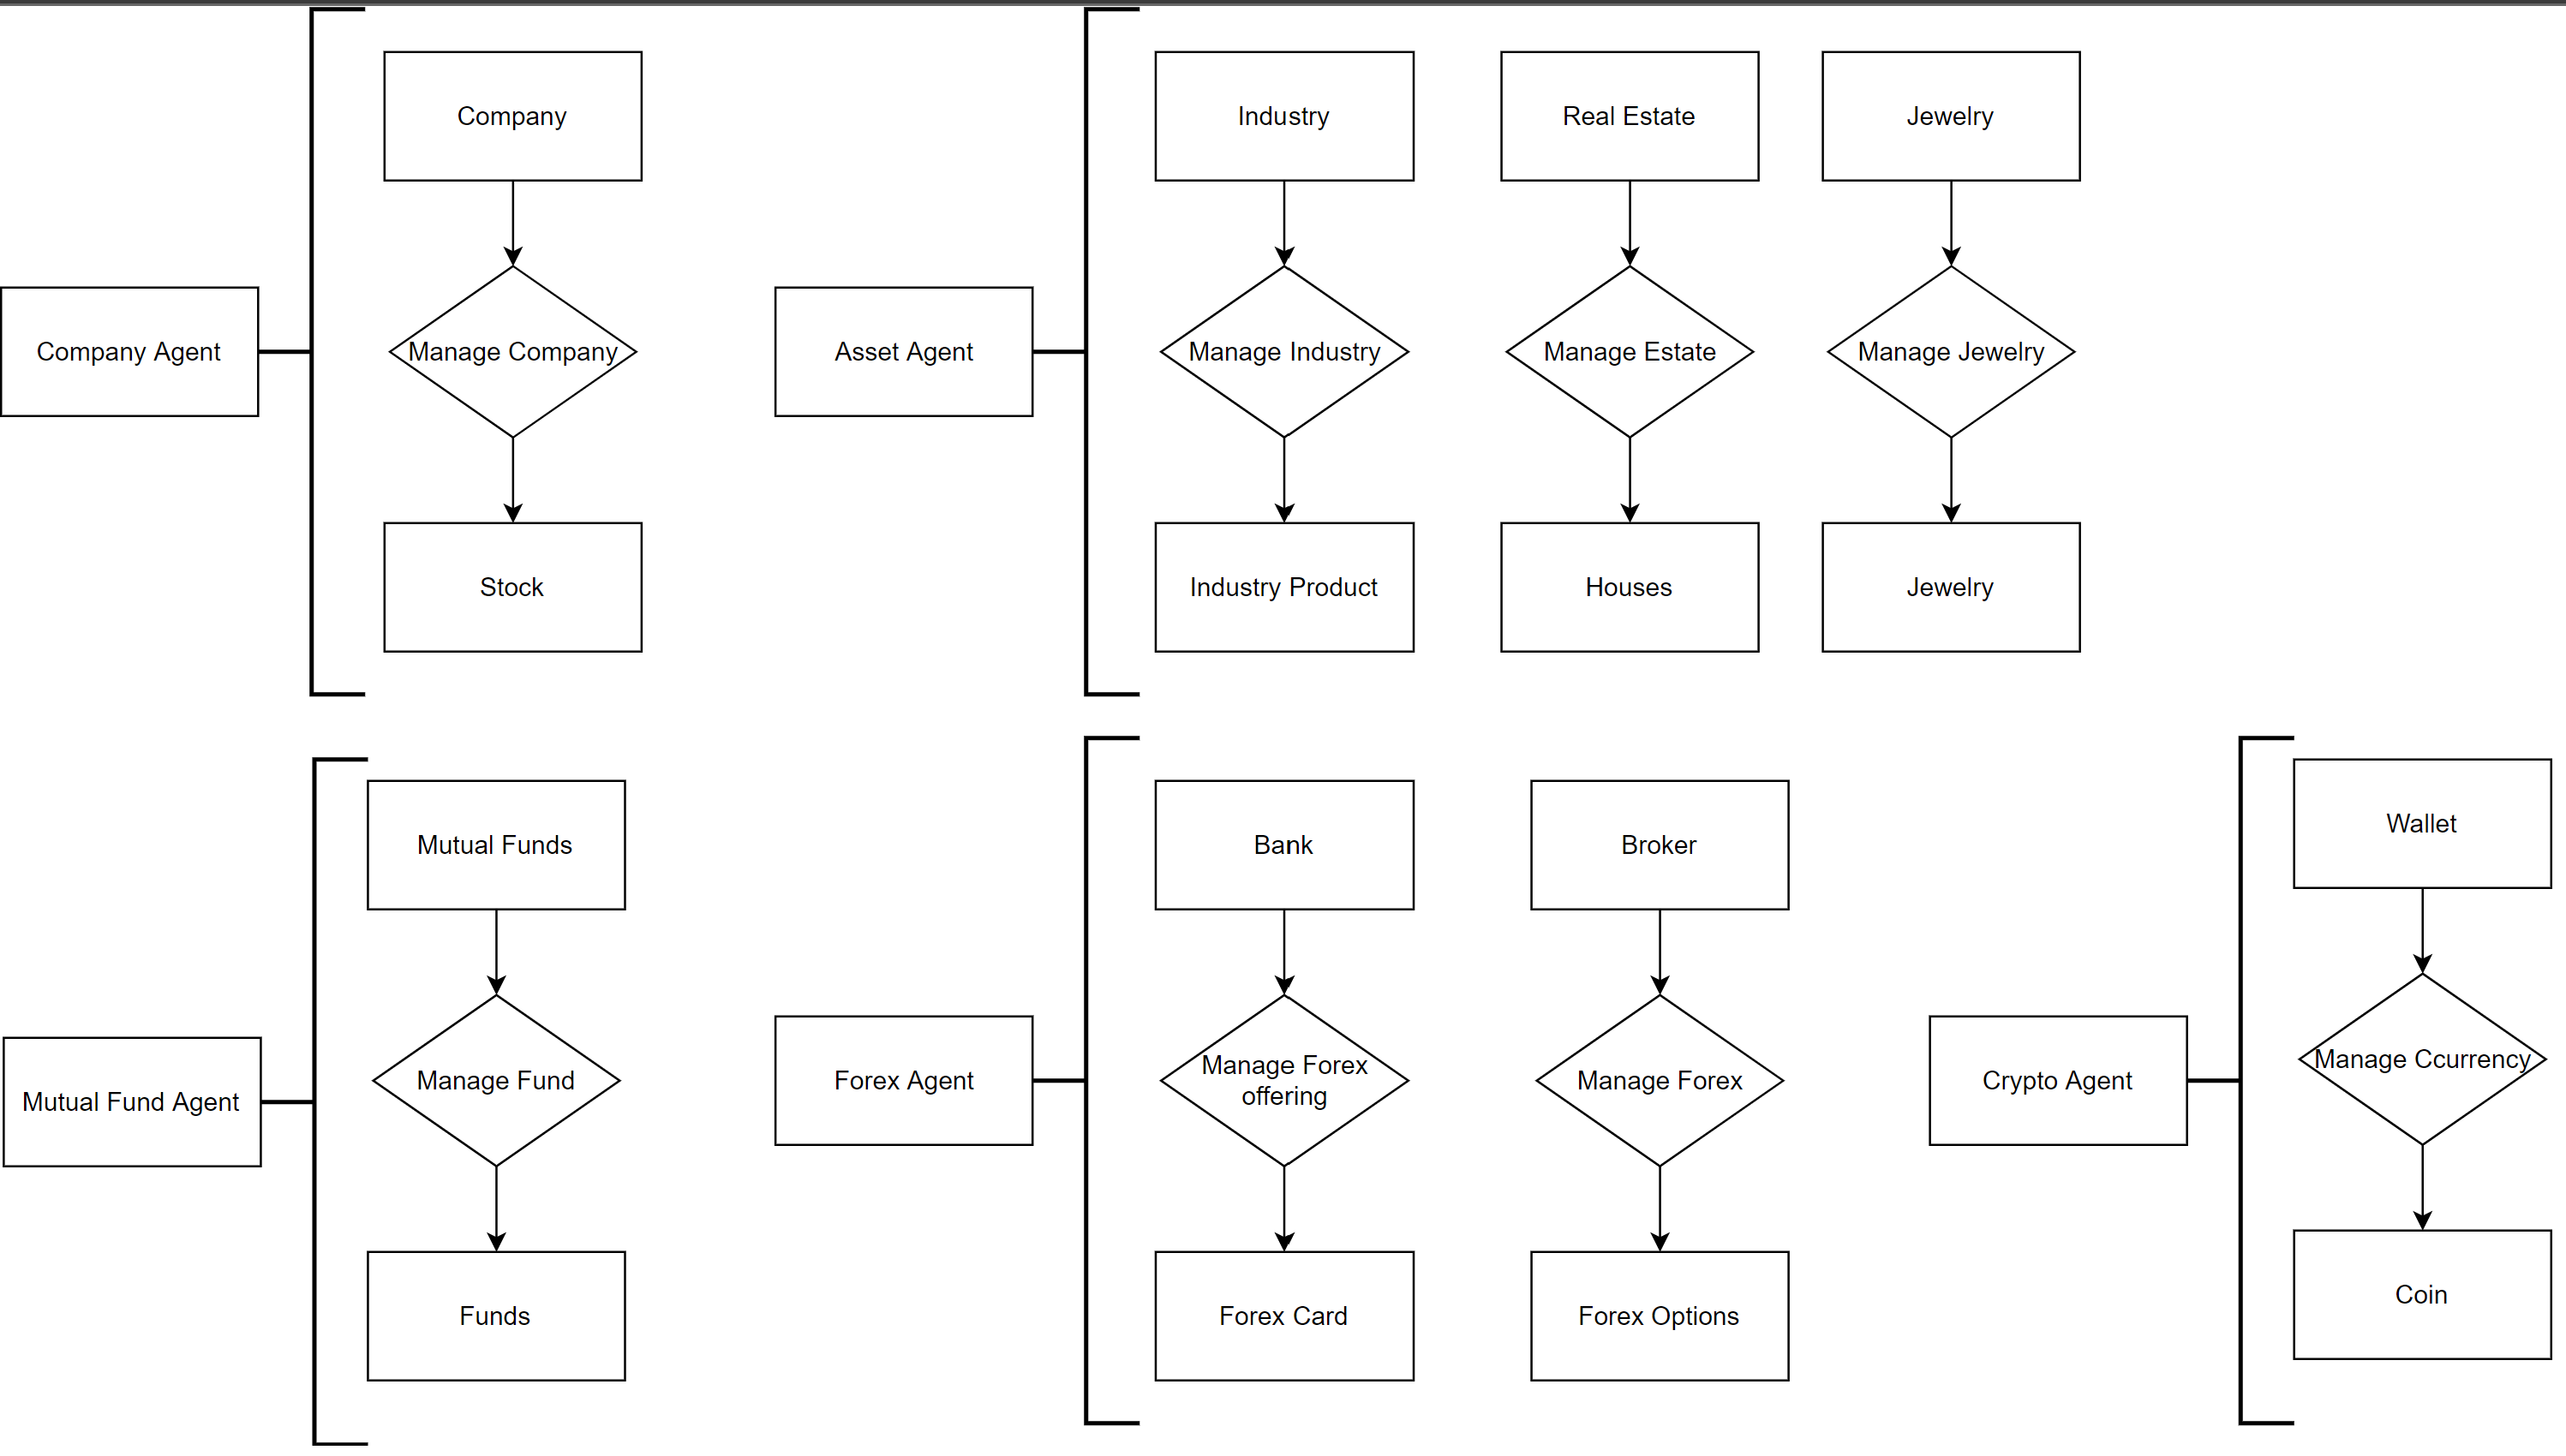 Company
Industry
Real Estate
Jewelry
Company Agent
Manage Company
Asset Agent
Manage Industry
Manage Estate
Manage Jewelry
Stock
Industry Product
Houses
Jewelry
Mutual Funds
Bank
Broker
Wallet
Mutual Fund Agent
Manage Fund
Forex Agent
Manage Forex
offering
Manage Forex
Crypto Agent
Manage Ccurrency
Funds
Forex Card
Forex Options
Coin